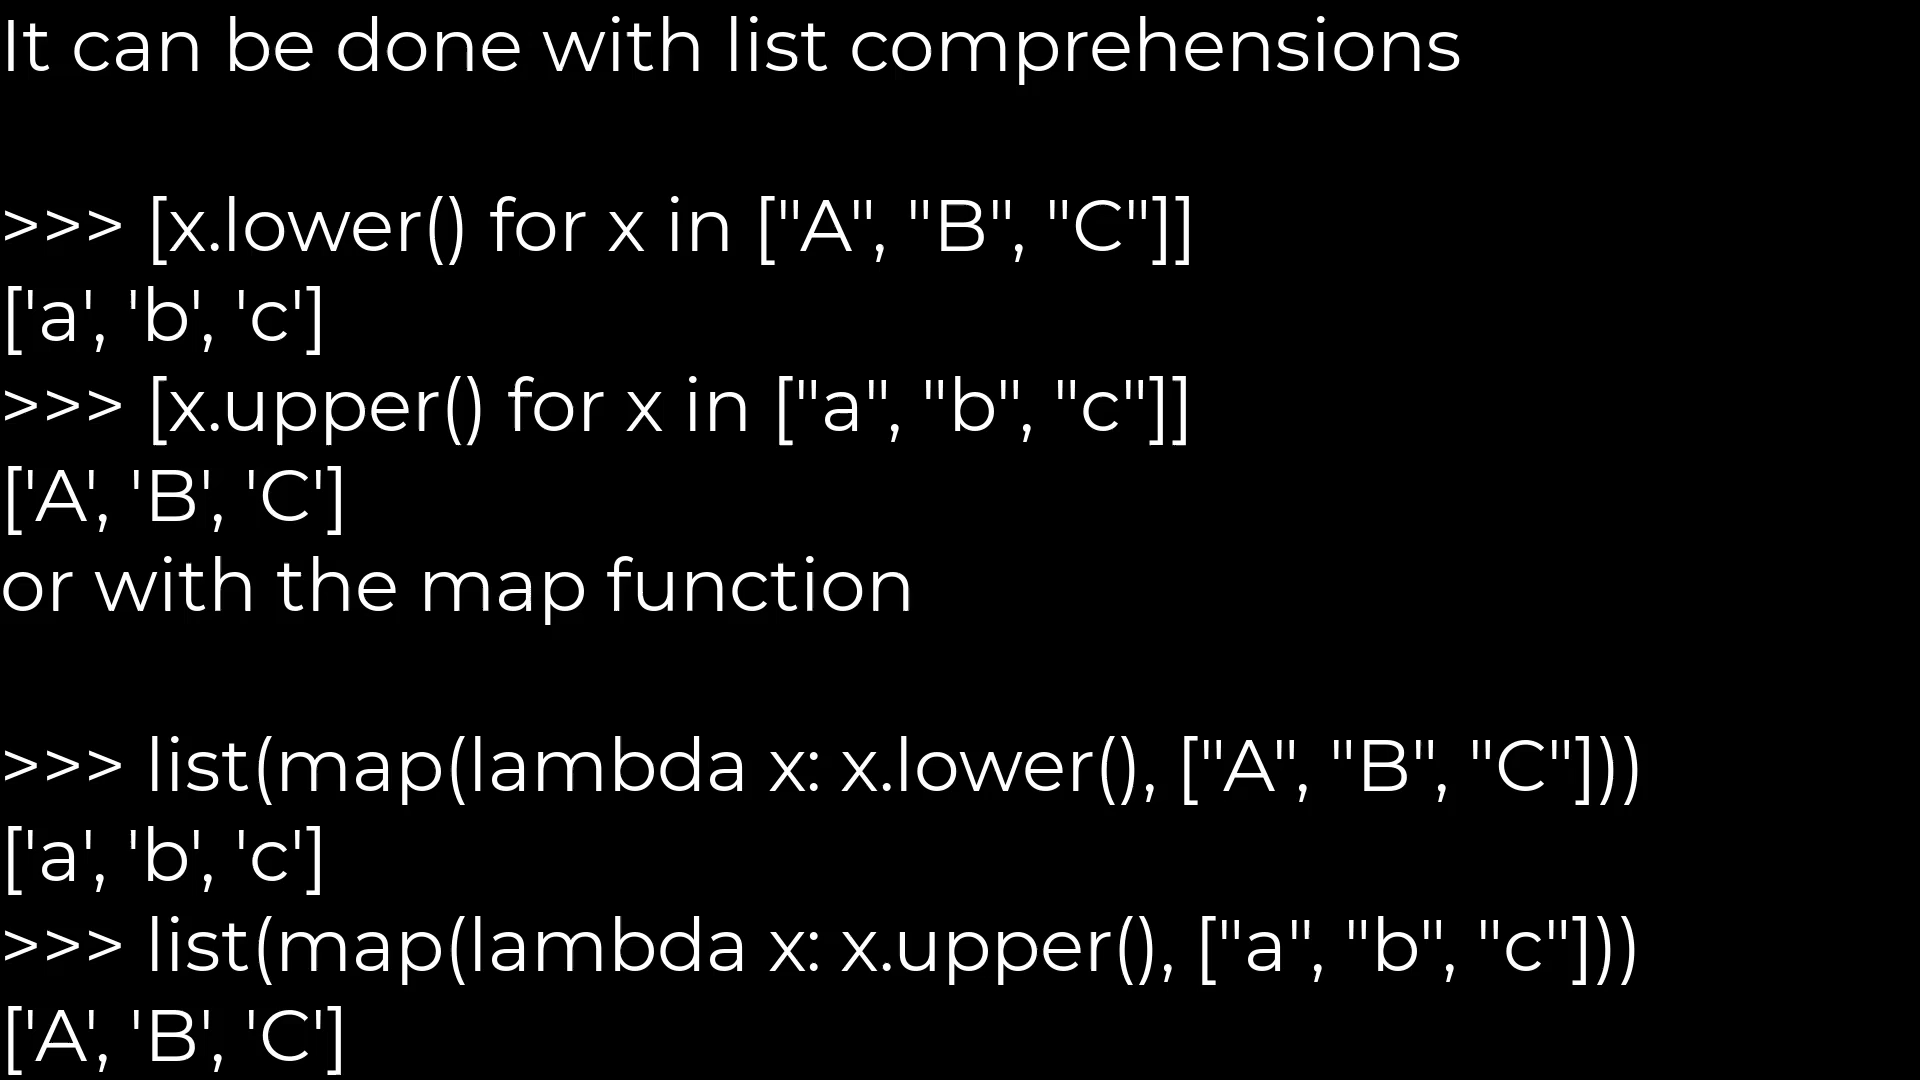 It can be done with list comprehensions
>>> [x.lower() for x in ["A", "B", "C"]]
['a', 'b', 'c']
>>> [x.upper() for x in ["a", "b", "c"]]
['A', 'B', 'C']
or with the map function
>>> list(map(lambda x: x.lower(), ["A", "B", "C"]))
['a', 'b', 'c']
>>> list(map(lambda x: x.upper(), ["a", "b", "c"]))
['A', 'B', 'C']